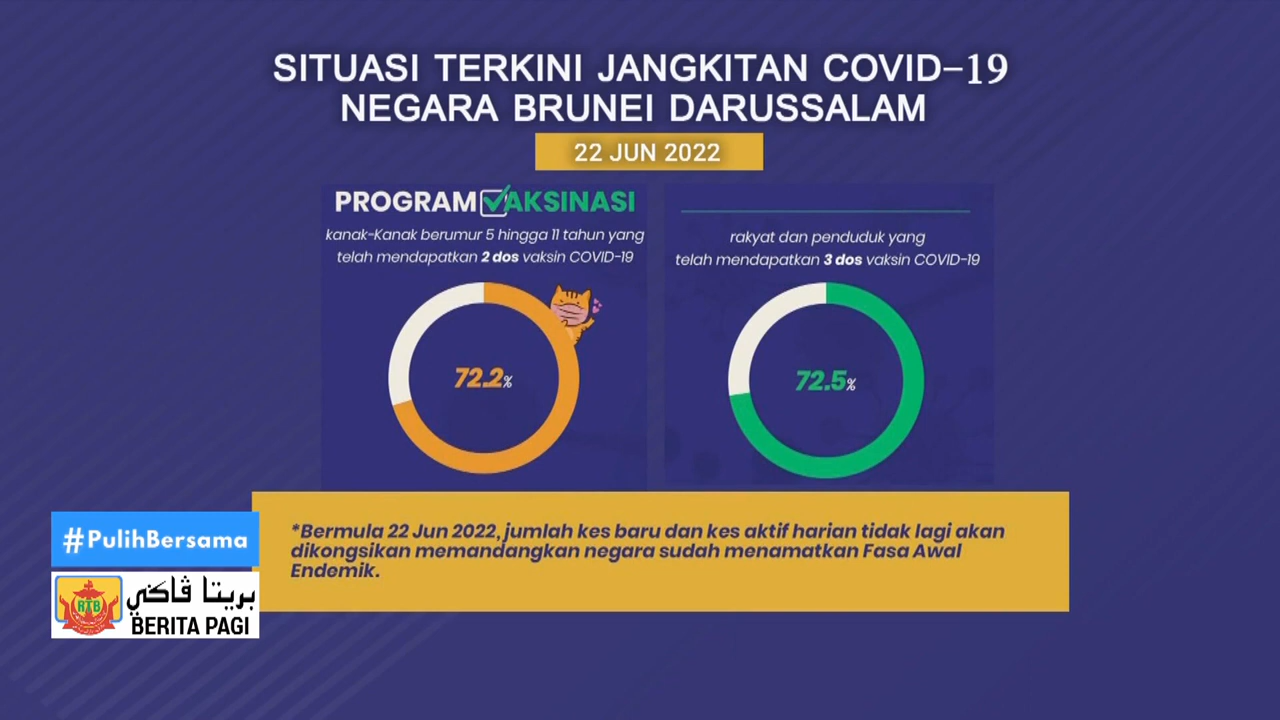 SITUASI TERKINI JANGKITAN COVID-19
NEGARA BRUNEI DARUSSALAM
22 JUN 2022
PROGRAM VAKSINASI
kanak-Kanak berumur 5 hingga 11 tahun yang
telah mendapatkan 2 dos vaksin COVID-19
72.2%
rakyat dan penduduk yang
telah mendapatkan 3 dos vaksin COVID-19
72.5%
*Bermula 22 Jun 2022, jumlah kes baru dan kes aktif harian tidak lagi akan
dikongsikan memandangkan negara sudah menamatkan Fasa Awal
Endemik.
#PulihBersama
RTB
بريتا ڤاݢي
BERITA PAGI